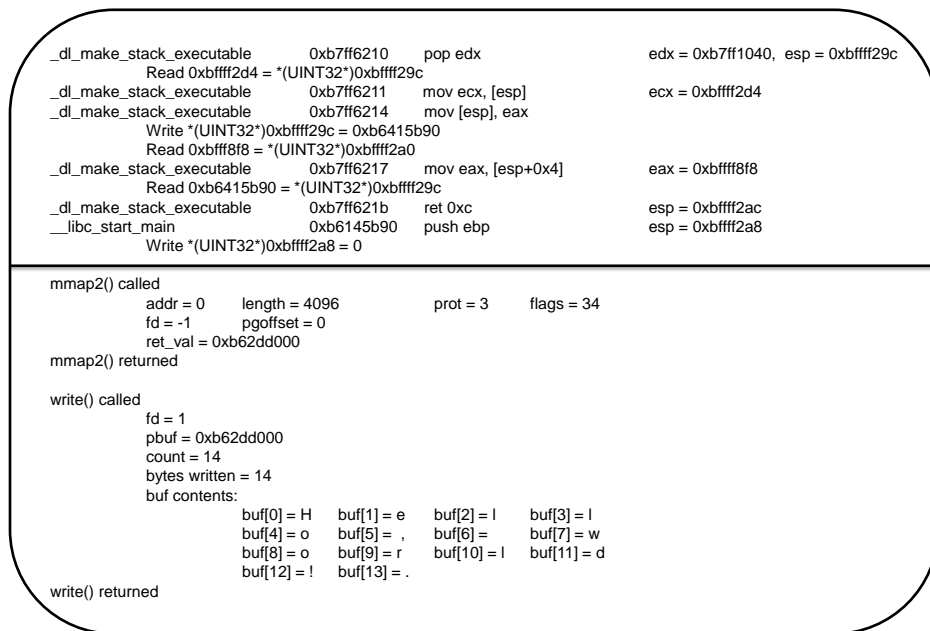 _dl_make_stack_executable 0xb7ff6210 pop edx edx = 0xb7ff1040, esp = 0xbffff29c
Read 0xbffff2d4 = *(UINT32*)0xbffff29c
_dl_make_stack_executable 0xb7ff6211 mov ecx, [esp] ecx = 0xbffff2d4
_dl_make_stack_executable 0xb7ff6214 mov [esp], eax
Write *(UINT32*)0xbffff29c = 0xb6415b90
Read 0xbfff8f8 = *(UINT32*)0xbffff2a0
_dl_make_stack_executable 0xb7ff6217 mov eax, [esp+0x4] eax = 0xbffff8f8
Read 0xb6415b90 = *(UINT32*)0xbffff29c
_dl_make_stack_executable 0xb7ff621b ret 0xc esp = 0xbffff2ac
__libc_start_main 0xb6145b90 push ebp esp = 0xbffff2a8
Write *(UINT32*)0xbffff2a8 = 0
mmap2() called
addr = 0 length = 4096 prot = 3 flags = 34
fd = -1 pgoffset = 0
ret_val = 0xb62dd000
mmap2() returned
write() called
fd = 1
pbuf = 0xb62dd000
count = 14
bytes written = 14
buf contents:
buf[0] = H buf[1] = e buf[2] = l buf[3] = l
buf[4] = o buf[5] = , buf[6] = buf[7] = w
buf[8] = o buf[9] = r buf[10] = l buf[11] = d
buf[12] = ! buf[13] = .
write() returned